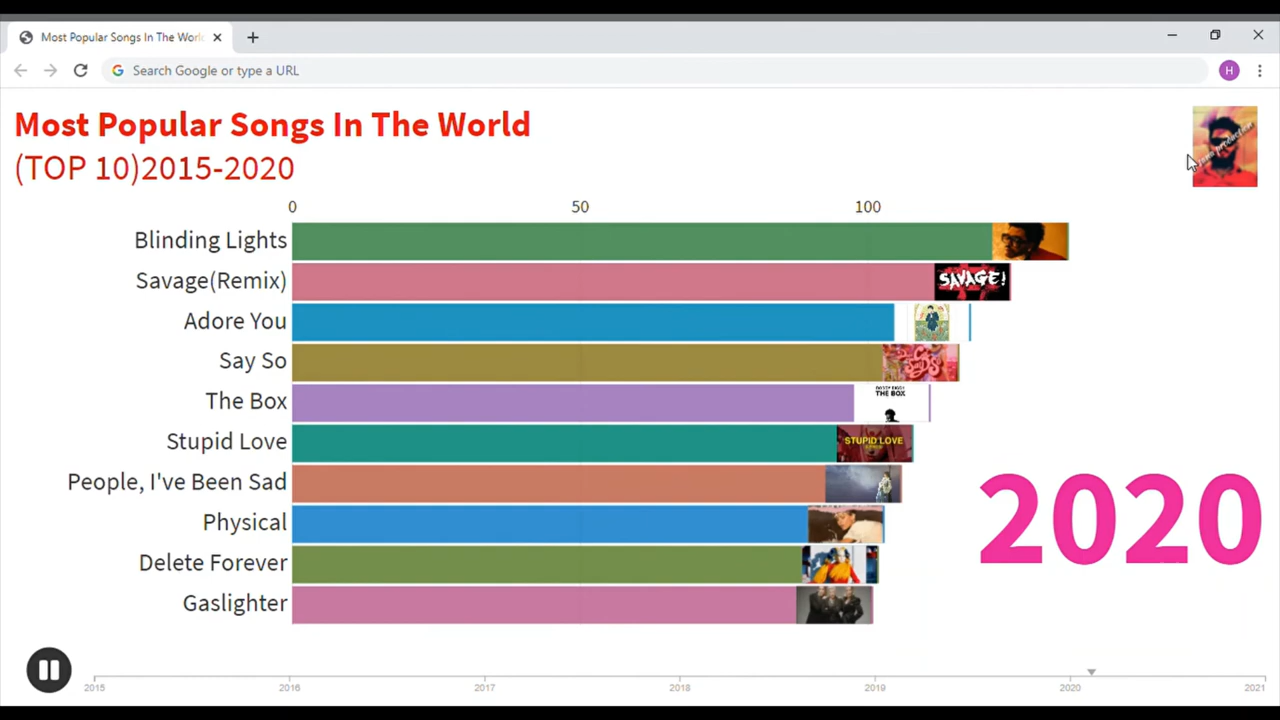 Most Popular Songs In The Worl
Search Google or type a URL
H
Most Popular Songs In The World
(TOP 10)2015-2020
0 50 100
Blinding Lights
Savage(Remix)
SAVAGE!
Adore You
Say So
The Box
THE BOX
Stupid Love
STUPID LOVE
People, I've Been Sad
Physical
Delete Forever
Gaslighter
2020
2015 2016 2017 2018 2019 2020 2021